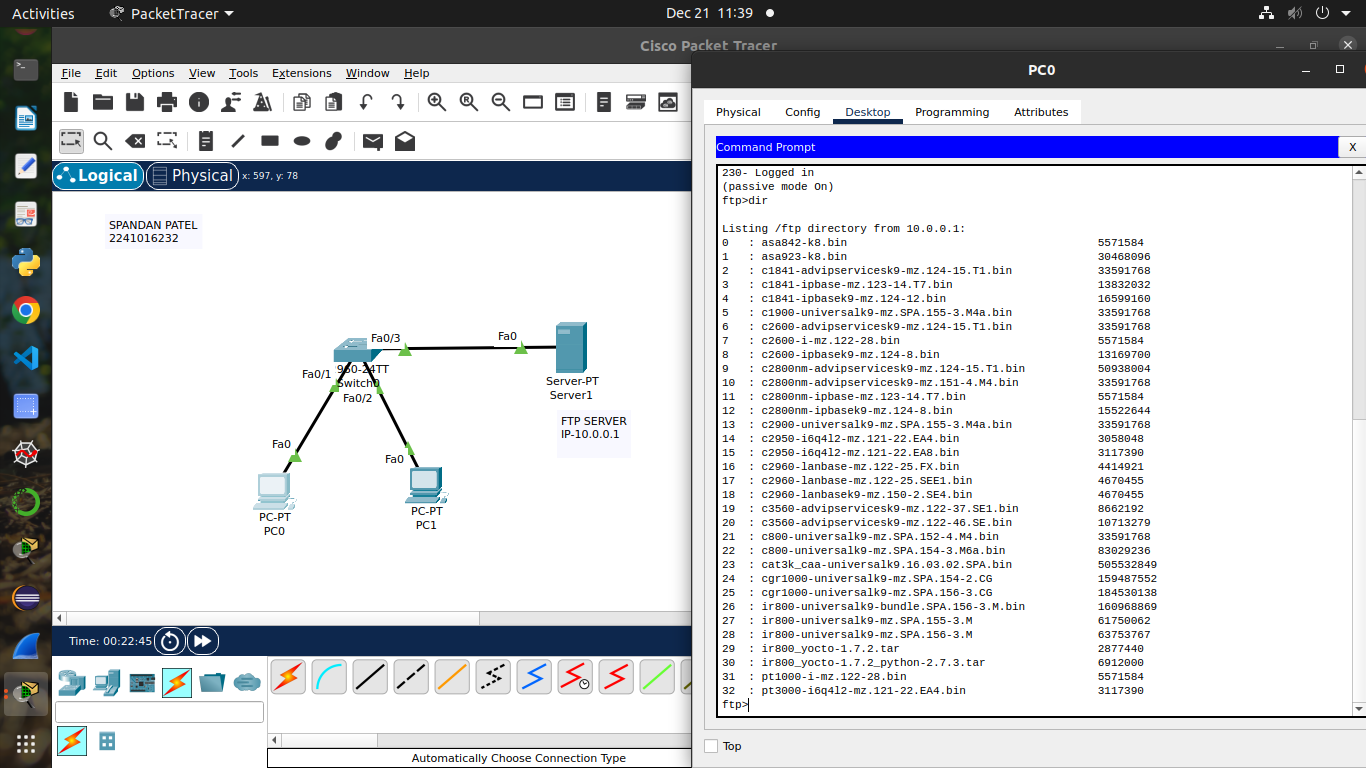 Activities PacketTracer Dec 21 11:39
Cisco Packet Tracer
File Edit Options View Tools Extensions Window Help
Logical Physical x: 597, y: 78
SPANDAN PATEL
2241016232
Fa0/3 Fa0
Fa0/1 960-24TT
Switch0
Fa0/2
Server-PT
Server1
FTP SERVER
IP-10.0.0.1
Fa0
Fa0
PC-PT
PC0
PC-PT
PC1
Time: 00:22:45
Automatically Choose Connection Type
PC0
Physical Config Desktop Programming Attributes
Command Prompt X
230- Logged in
(passive mode On)
ftp>dir
Listing /ftp directory from 10.0.0.1:
0 : asa842-k8.bin 5571584
1 : asa923-k8.bin 30468096
2 : c1841-advipservicesk9-mz.124-15.T1.bin 33591768
3 : c1841-ipbase-mz.123-14.T7.bin 13832032
4 : c1841-ipbasek9-mz.124-12.bin 16599160
5 : c1900-universalk9-mz.SPA.155-3.M4a.bin 33591768
6 : c2600-advipservicesk9-mz.124-15.T1.bin 33591768
7 : c2600-i-mz.122-28.bin 5571584
8 : c2600-ipbasek9-mz.124-8.bin 13169700
9 : c2800nm-advipservicesk9-mz.124-15.T1.bin 50938004
10 : c2800nm-advipservicesk9-mz.151-4.M4.bin 33591768
11 : c2800nm-ipbase-mz.123-14.T7.bin 5571584
12 : c2800nm-ipbasek9-mz.124-8.bin 15522644
13 : c2900-universalk9-mz.SPA.155-3.M4a.bin 33591768
14 : c2950-i6q4l2-mz.121-22.EA4.bin 3058048
15 : c2950-i6q4l2-mz.121-22.EA8.bin 3117390
16 : c2960-lanbase-mz.122-25.FX.bin 4414921
17 : c2960-lanbase-mz.122-25.SEE1.bin 4670455
18 : c2960-lanbasek9-mz.150-2.SE4.bin 4670455
19 : c3560-advipservicesk9-mz.122-37.SE1.bin 8662192
20 : c3560-advipservicesk9-mz.122-46.SE.bin 10713279
21 : c800-universalk9-mz.SPA.152-4.M4.bin 33591768
22 : c800-universalk9-mz.SPA.154-3.M6a.bin 83029236
23 : cat3k_caa-universalk9.16.03.02.SPA.bin 505532849
24 : cgr1000-universalk9-mz.SPA.154-2.CG 159487552
25 : cgr1000-universalk9-mz.SPA.156-3.CG 184530138
26 : ir800-universalk9-bundle.SPA.156-3.M.bin 160968869
27 : ir800-universalk9-mz.SPA.155-3.M 61750062
28 : ir800-universalk9-mz.SPA.156-3.M 63753767
29 : ir800_yocto-1.7.2.tar 2877440
30 : ir800_yocto-1.7.2_python-2.7.3.tar 6912000
31 : pt1000-i-mz.122-28.bin 5571584
32 : pt3000-i6q4l2-mz.121-22.EA4.bin 3117390
ftp>
Top